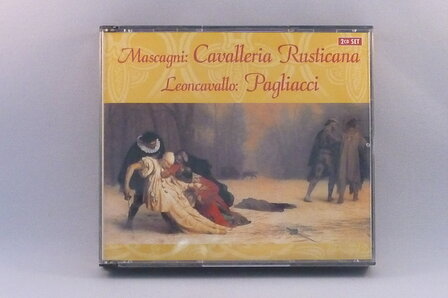 2CD SET
Mascagni: Cavalleria Rusticana
Leoncavallo: Pagliacci